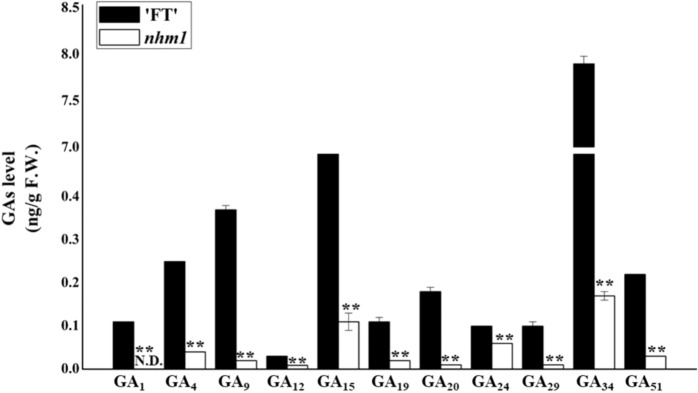 8.5
8.0
7.5
7.0
0.4
0.3
0.2
0.1
0.0
GAs level
(ng/g F.W.)
'FT'
nhm1
** ** ** ** ** ** ** ** ** ** **
N.D.
GA₁ GA₄ GA₉ GA₁₂ GA₁₅ GA₁₉ GA₂₀ GA₂₄ GA₂₉ GA₃₄ GA₅₁